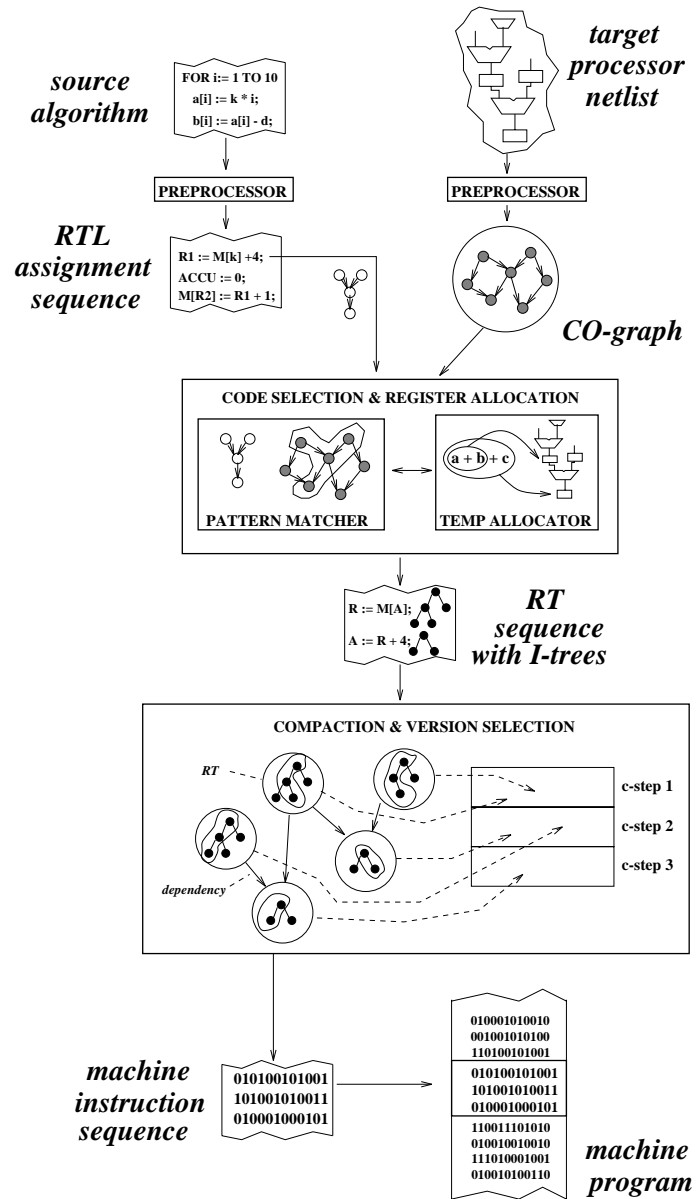 source
algorithm
FOR i:= 1 TO 10
a[i] := k * i;
b[i] := a[i] - d;
target
processor
netlist
PREPROCESSOR
PREPROCESSOR
RTL
assignment
sequence
R1 := M[k] +4;
ACCU := 0;
M[R2] := R1 + 1;
CO-graph
CODE SELECTION & REGISTER ALLOCATION
a + b + c
PATTERN MATCHER
TEMP ALLOCATOR
R := M[A];
A := R + 4;
RT
sequence
with I-trees
COMPACTION & VERSION SELECTION
RT
dependency
c-step 1
c-step 2
c-step 3
machine
instruction
sequence
010100101001
101001010011
010001000101
010001010010
001001010100
110100101001
010100101001
101001010011
010001000101
110011101010
010010010010
111010001001
010010100110
machine
program